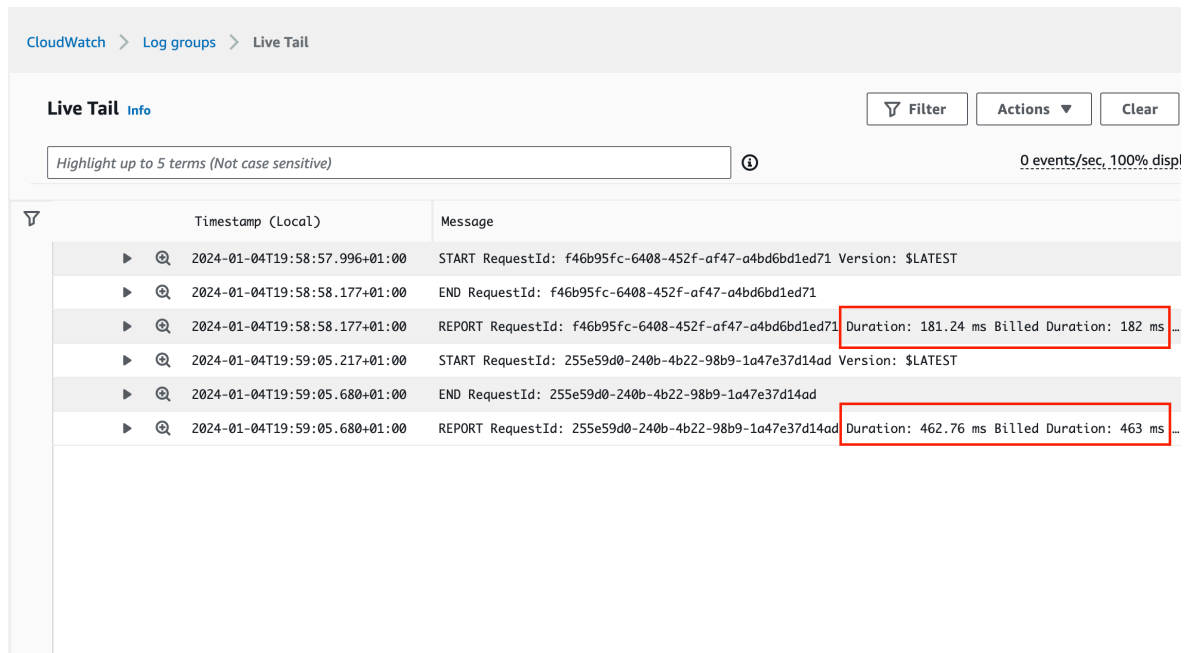 CloudWatch > Log groups > Live Tail
Live Tail Info
Filter Actions Clear
Highlight up to 5 terms (Not case sensitive)
0 events/sec, 100% displ
Timestamp (Local) Message
2024-01-04T19:58:57.996+01:00 START RequestId: f46b95fc-6408-452f-af47-a4bd6bd1ed71 Version: $LATEST
2024-01-04T19:58:58.177+01:00 END RequestId: f46b95fc-6408-452f-af47-a4bd6bd1ed71
2024-01-04T19:58:58.177+01:00 REPORT RequestId: f46b95fc-6408-452f-af47-a4bd6bd1ed71 Duration: 181.24 ms Billed Duration: 182 ms …
2024-01-04T19:59:05.217+01:00 START RequestId: 255e59d0-240b-4b22-98b9-1a47e37d14ad Version: $LATEST
2024-01-04T19:59:05.680+01:00 END RequestId: 255e59d0-240b-4b22-98b9-1a47e37d14ad
2024-01-04T19:59:05.680+01:00 REPORT RequestId: 255e59d0-240b-4b22-98b9-1a47e37d14ad Duration: 462.76 ms Billed Duration: 463 ms …